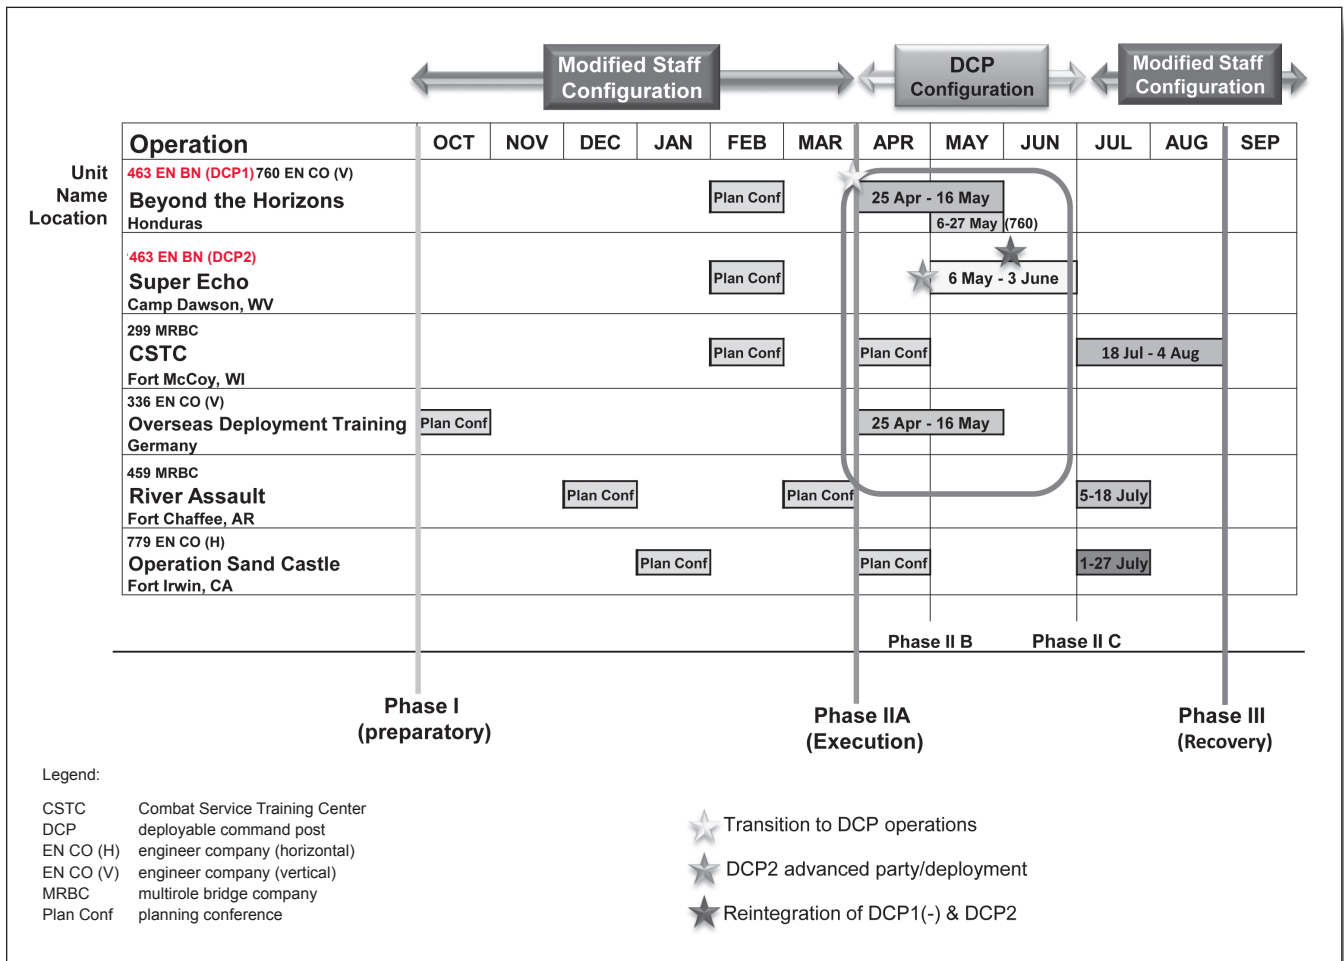 Modified Staff
Configuration
DCP
Configuration
Modified Staff
Configuration
Operation
OCT
NOV
DEC
JAN
FEB
MAR
APR
MAY
JUN
JUL
AUG
SEP
Unit
Name
Location
463 EN BN (DCP1) 760 EN CO (V)
Beyond the Horizons
Honduras
Plan Conf
25 Apr - 16 May
6-27 May (760)
463 EN BN (DCP2)
Super Echo
Camp Dawson, WV
Plan Conf
6 May - 3 June
299 MRBC
CSTC
Fort McCoy, WI
Plan Conf
Plan Conf
18 Jul - 4 Aug
336 EN CO (V)
Overseas Deployment Training
Germany
Plan Conf
25 Apr - 16 May
459 MRBC
River Assault
Fort Chaffee, AR
Plan Conf
Plan Conf
5-18 July
779 EN CO (H)
Operation Sand Castle
Fort Irwin, CA
Plan Conf
Plan Conf
1-27 July
Phase II B
Phase II C
Phase I
(preparatory)
Phase IIA
(Execution)
Phase III
(Recovery)
Legend:
CSTC Combat Service Training Center
DCP deployable command post
EN CO (H) engineer company (horizontal)
EN CO (V) engineer company (vertical)
MRBC multirole bridge company
Plan Conf planning conference
Transition to DCP operations
DCP2 advanced party/deployment
Reintegration of DCP1(-) & DCP2